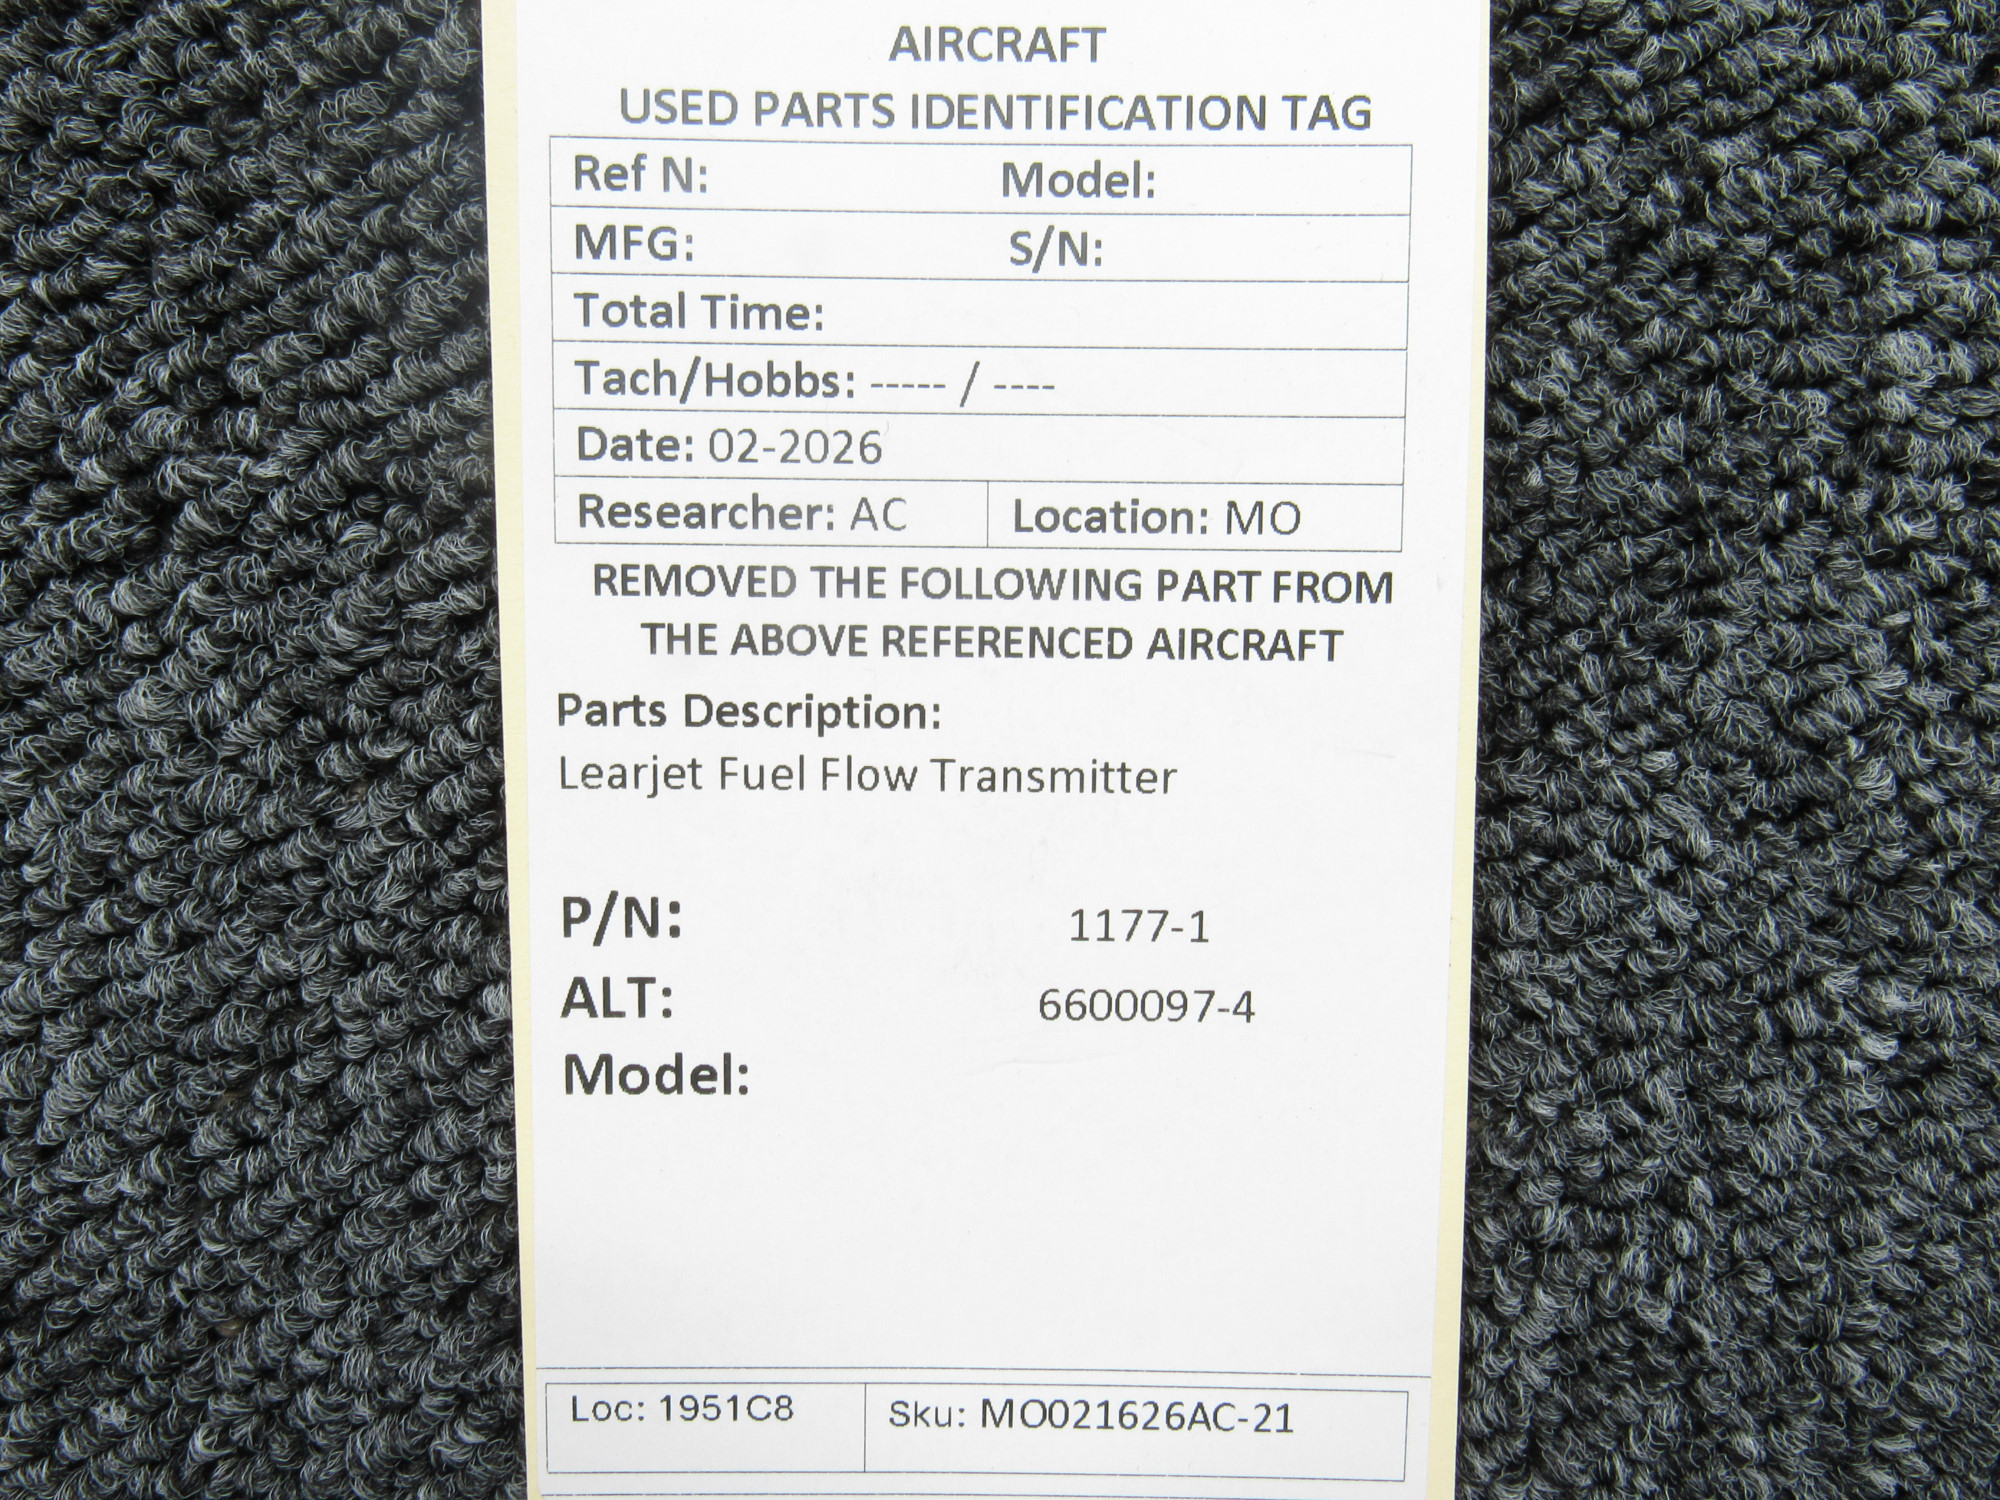 AIRCRAFT
USED PARTS IDENTIFICATION TAG
Ref N: Model:
MFG: S/N:
Total Time:
Tach/Hobbs: ----- / ----
Date: 02-2026
Researcher: AC Location: MO
REMOVED THE FOLLOWING PART FROM
THE ABOVE REFERENCED AIRCRAFT
Parts Description:
Learjet Fuel Flow Transmitter
P/N: 1177-1
ALT: 6600097-4
Model:
Loc: 1951C8 Sku: MO021626AC-21